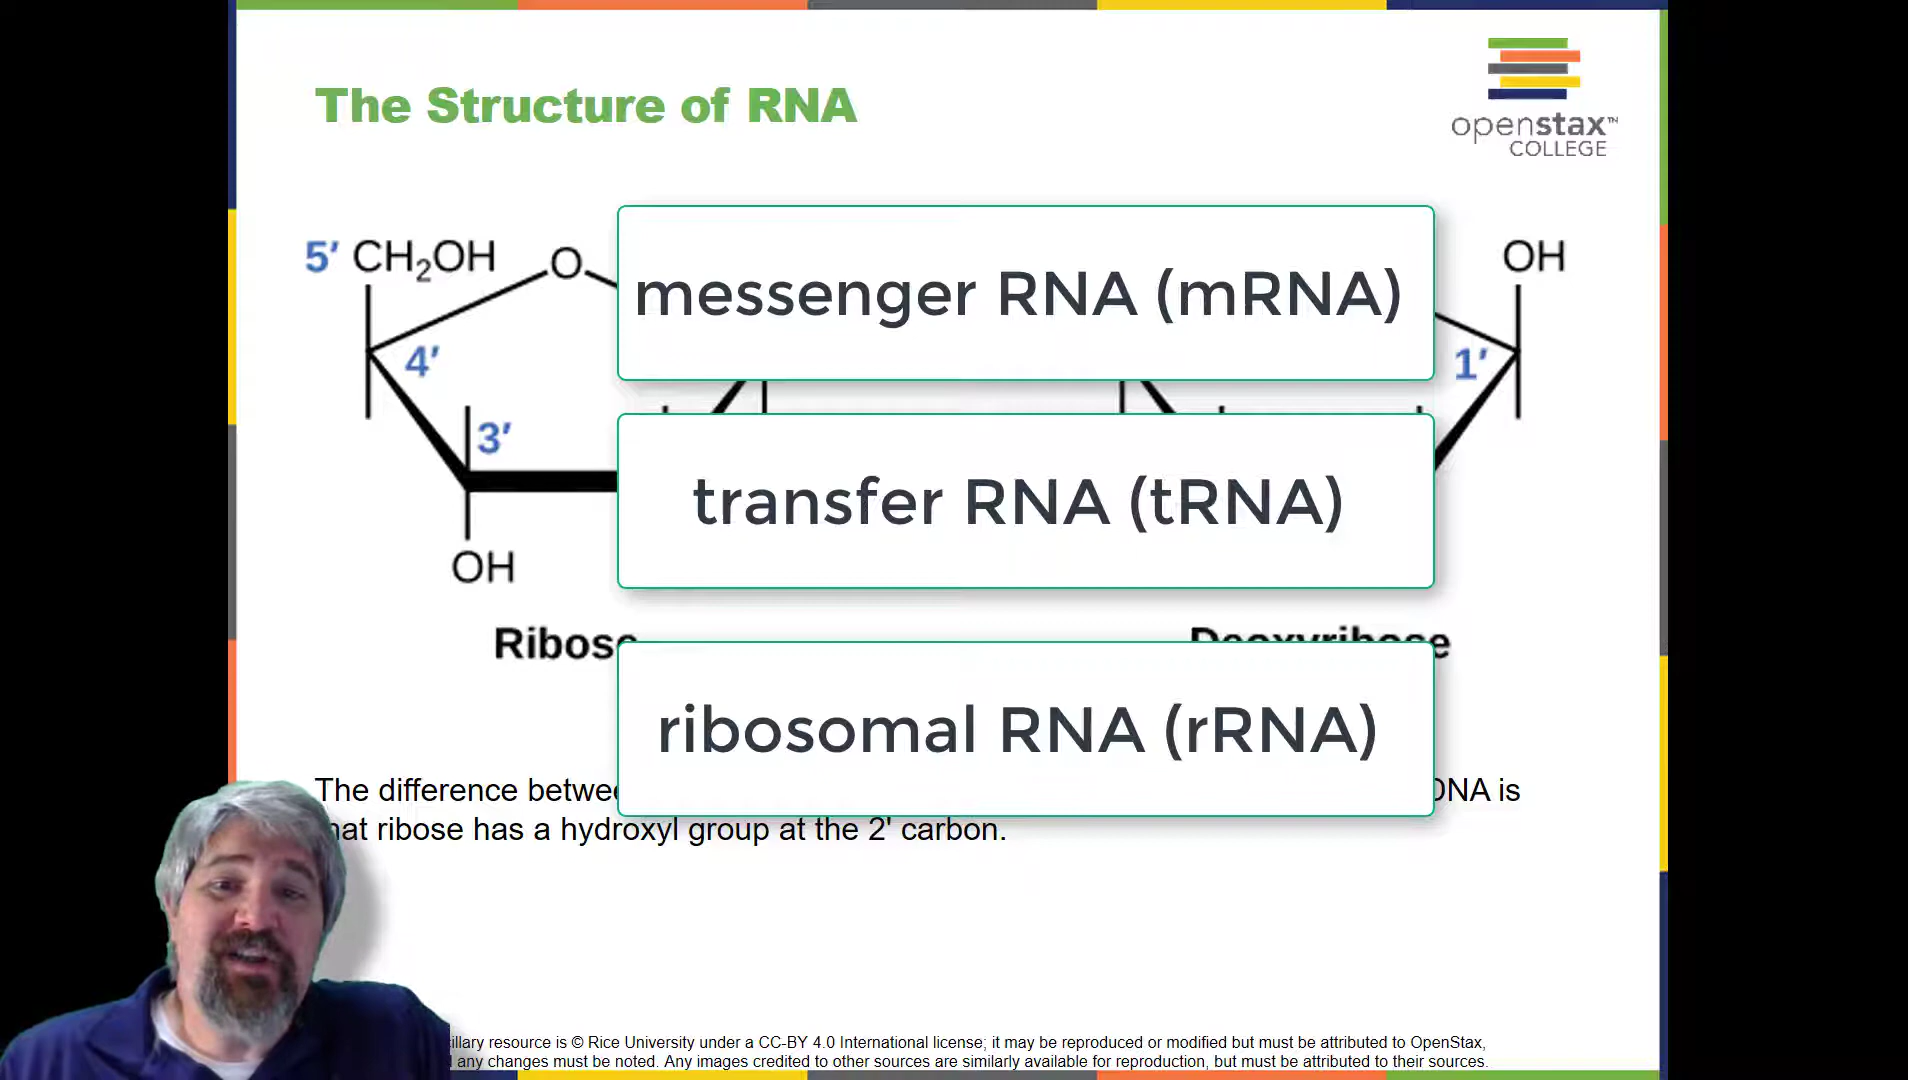 The Structure of RNA
openstax™
COLLEGE
5′ CH₂OH
O
OH
4′
1′
3′
OH
messenger RNA (mRNA)
transfer RNA (tRNA)
ribosomal RNA (rRNA)
Ribose
Deoxyribose
The difference DNA is
ribose has a hydroxyl group at the 2' carbon.
resource is © Rice University under a CC-BY 4.0 International license; it may be reproduced or modified but must be attributed to OpenStax,
any changes must be noted. Any images credited to other sources are similarly available for reproduction, but must be attributed to their sources.